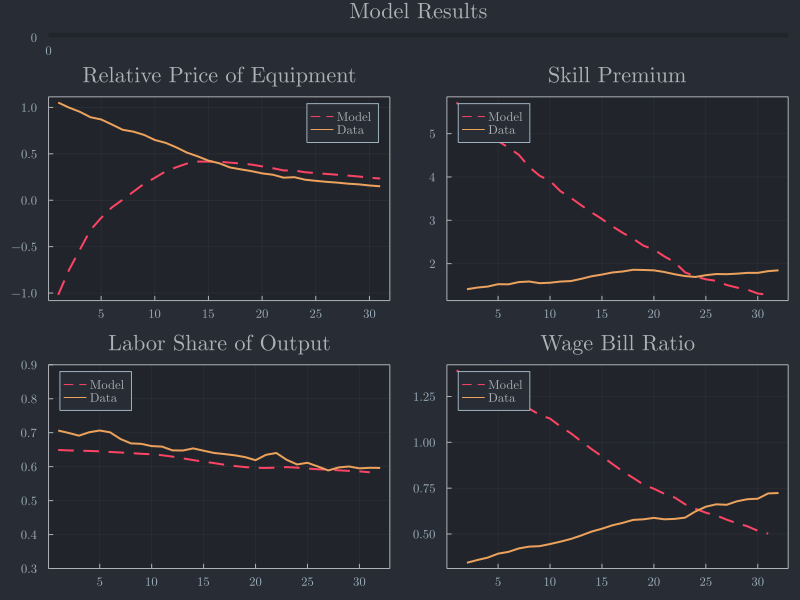 Model Results
0
0
Relative Price of Equipment
1.0
0.5
0.0
−0.5
−1.0
5 10 15 20 25 30
Model
Data
Skill Premium
5
4
3
2
5 10 15 20 25 30
Model
Data
Labor Share of Output
0.9
0.8
0.7
0.6
0.5
0.4
0.3
5 10 15 20 25 30
Model
Data
Wage Bill Ratio
1.25
1.00
0.75
0.50
5 10 15 20 25 30
Model
Data